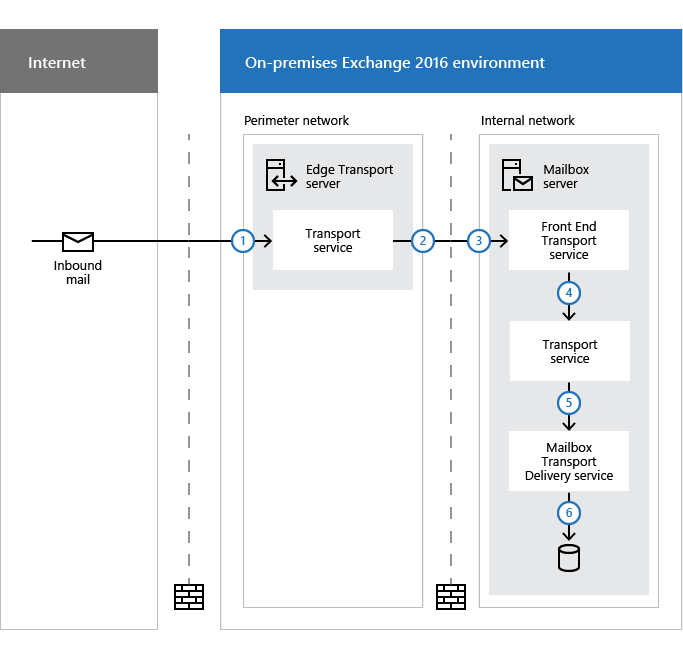 Internet
On-premises Exchange 2016 environment
Perimeter network
Internal network
Edge Transport
server
Mailbox
server
Inbound
mail
1
Transport
service
2
3
Front End
Transport
service
4
Transport
service
5
Mailbox
Transport
Delivery service
6